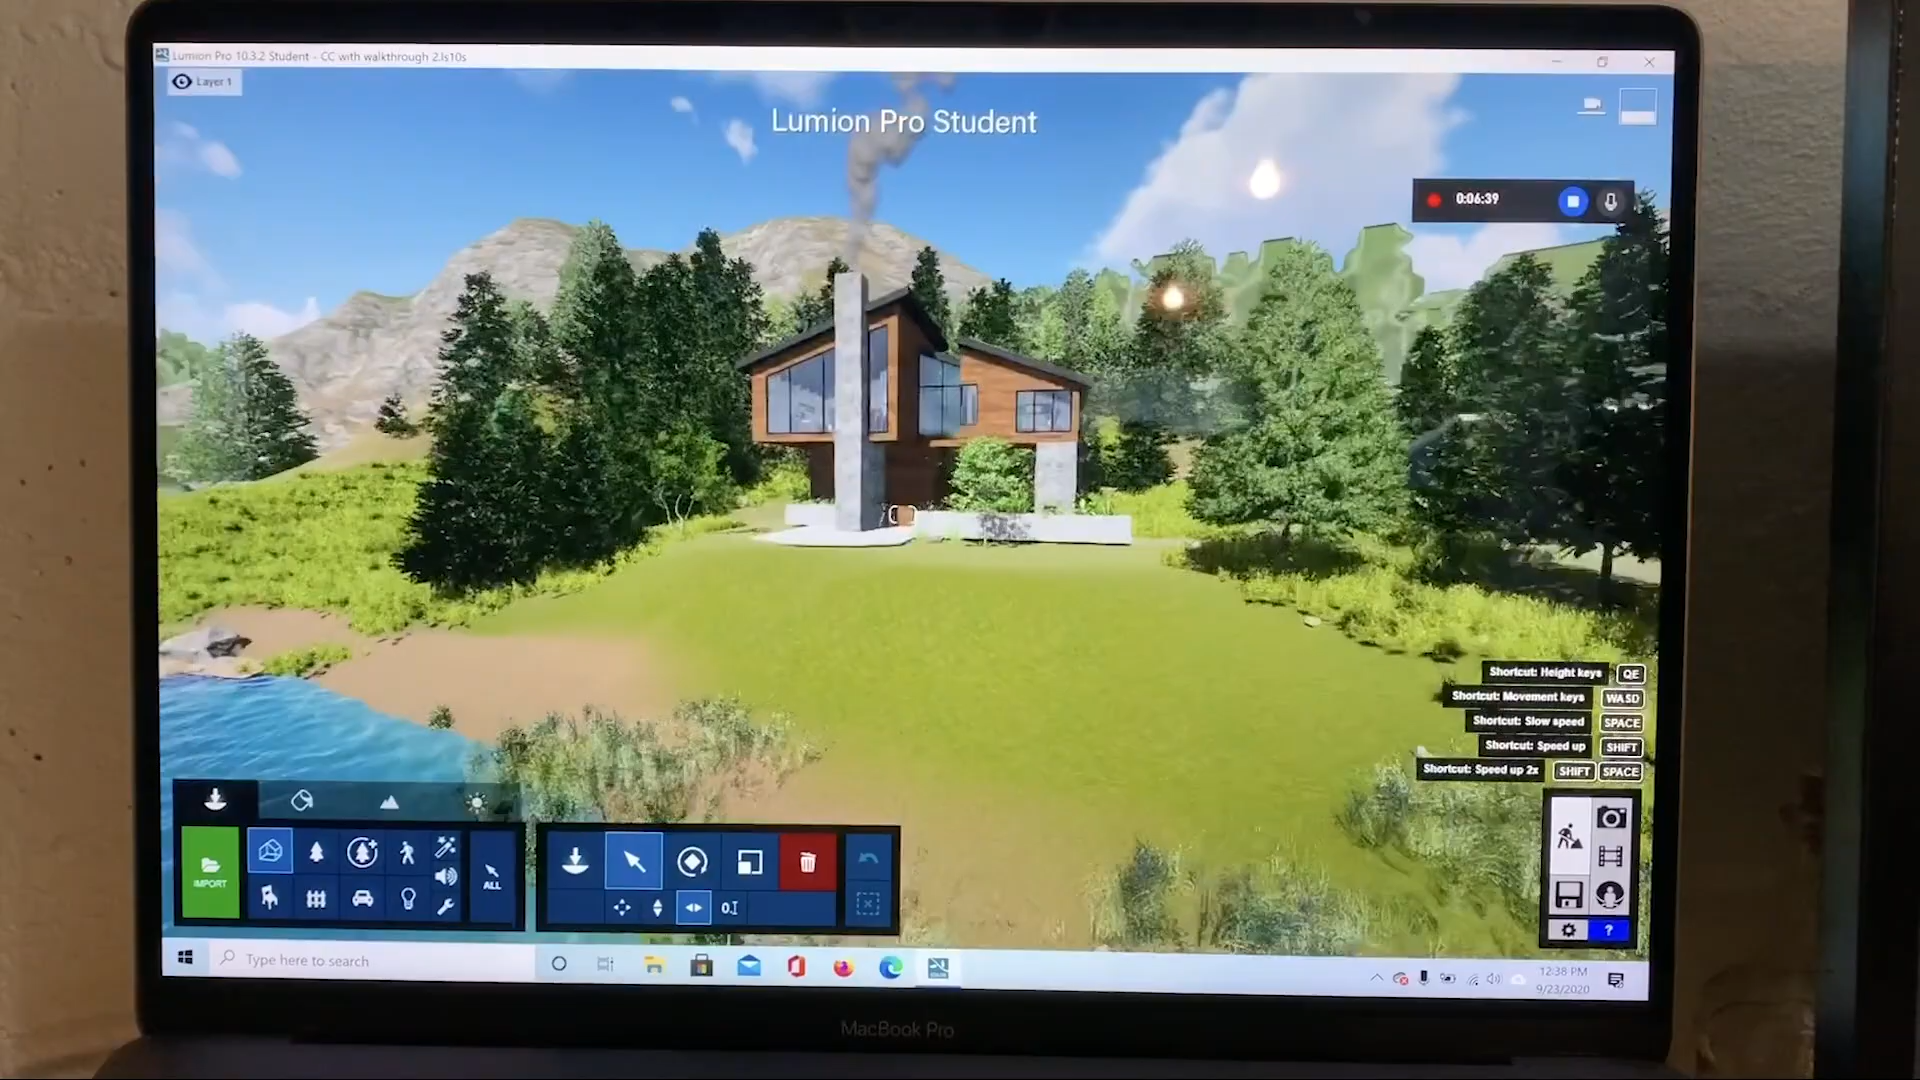 Lumion Pro 10.3.2 Student - CC with walkthrough 2.ls10s
Layer 1
Lumion Pro Student
0:06:39
Shortcut: Height keys QE
Shortcut: Movement keys WASD
Shortcut: Slow speed SPACE
Shortcut: Speed up SHIFT
Shortcut: Speed up 2x SHIFT SPACE
IMPORT
ALL
?
Type here to search
12:38 PM
9/23/2020
MacBook Pro